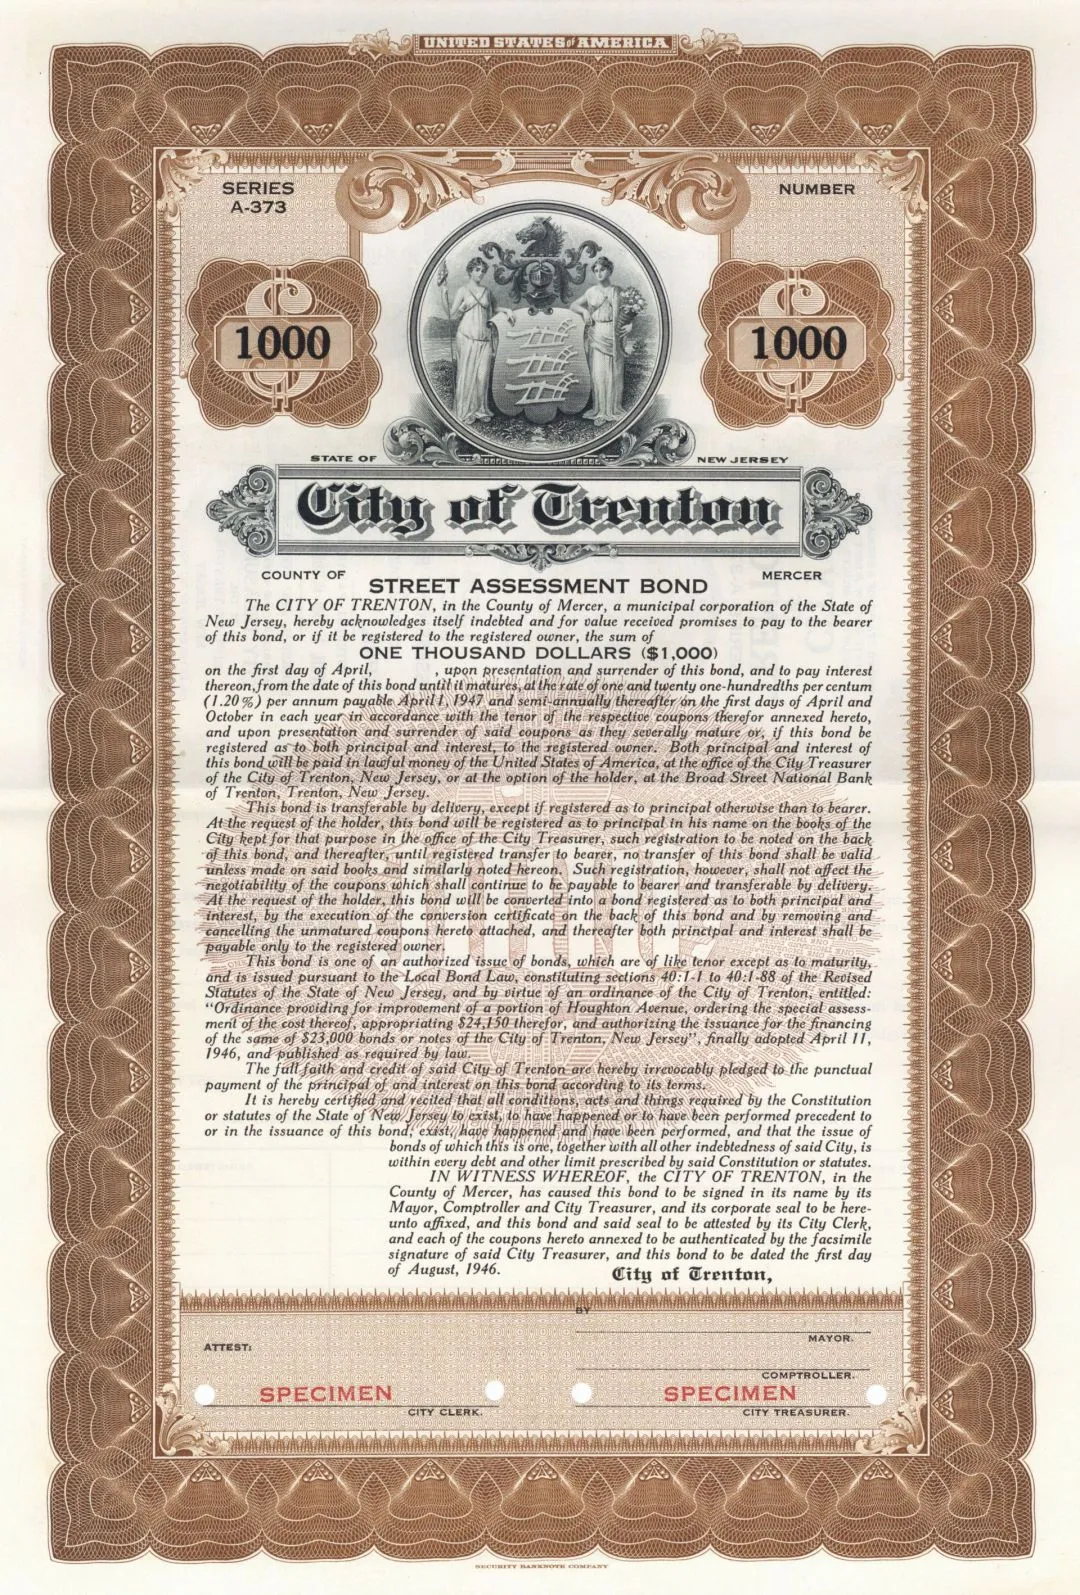 UNITED STATES of AMERICA
SERIES
A-373
NUMBER
1000
1000
STATE OF
NEW JERSEY
City of Trenton
COUNTY OF
MERCER
STREET ASSESSMENT BOND
The CITY OF TRENTON, in the County of Mercer, a municipal corporation of the State of
New Jersey, hereby acknowledges itself indebted and for value received promises to pay to the bearer
of this bond, or if it be registered to the registered owner, the sum of
ONE THOUSAND DOLLARS ($1,000)
on the first day of April, , upon presentation and surrender of this bond, and to pay interest
thereon, from the date of this bond until it matures, at the rate of one and twenty one-hundredths per centum
(1.20%) per annum payable April 1, 1947 and semi-annually thereafter on the first days of April and
October in each year in accordance with the tenor of the respective coupons therefor annexed hereto,
and upon presentation and surrender of said coupons as they severally mature or, if this bond be
registered as to both principal and interest, to the registered owner. Both principal and interest of
this bond will be paid in lawful money of the United States of America, at the office of the City Treasurer
of the City of Trenton, New Jersey, or at the option of the holder, at the Broad Street National Bank
of Trenton, Trenton, New Jersey.
This bond is transferable by delivery, except if registered as to principal otherwise than to bearer.
At the request of the holder, this bond will be registered as to principal in his name on the books of the
City kept for that purpose in the office of the City Treasurer, such registration to be noted on the back
of this bond, and thereafter, until registered transfer to bearer, no transfer of this bond shall be valid
unless made on said books and similarly noted hereon. Such registration, however, shall not affect the
negotiability of the coupons which shall continue to be payable to bearer and transferable by delivery.
At the request of the holder, this bond will be converted into a bond registered as to both principal and
interest, by the execution of the conversion certificate on the back of this bond and by removing and
cancelling the unmatured coupons hereto attached, and thereafter both principal and interest shall be
payable only to the registered owner.
This bond is one of an authorized issue of bonds, which are of like tenor except as to maturity,
and is issued pursuant to the Local Bond Law, constituting sections 40:1-1 to 40:1-88 of the Revised
Statutes of the State of New Jersey, and by virtue of an ordinance of the City of Trenton, entitled:
"Ordinance providing for improvement of a portion of Houghton Avenue, ordering the special assess-
ment of the cost thereof, appropriating $24,150 therefor, and authorizing the issuance for the financing
of the same of $23,000 bonds or notes of the City of Trenton, New Jersey", finally adopted April 11,
1946, and published as required by law.
The full faith and credit of said City of Trenton are hereby irrevocably pledged to the punctual
payment of the principal of and interest on this bond according to its terms.
It is hereby certified and recited that all conditions, acts and things required by the Constitution
or statutes of the State of New Jersey to exist, to have happened or to have been performed precedent to
or in the issuance of this bond, exist, have happened and have been performed, and that the issue of
bonds of which this is one, together with all other indebtedness of said City, is
within every debt and other limit prescribed by said Constitution or statutes.
IN WITNESS WHEREOF, the CITY OF TRENTON, in the
County of Mercer, has caused this bond to be signed in its name by its
Mayor, Comptroller and City Treasurer, and its corporate seal to be here-
unto affixed, and this bond and said seal to be attested by its City Clerk,
and each of the coupons hereto annexed to be authenticated by the facsimile
signature of said City Treasurer, and this bond to be dated the first day
of August, 1946.
City of Trenton,
BY
MAYOR.
ATTEST:
COMPTROLLER.
SPECIMEN
SPECIMEN
CITY CLERK.
CITY TREASURER.
SECURITY BANKNOTE COMPANY